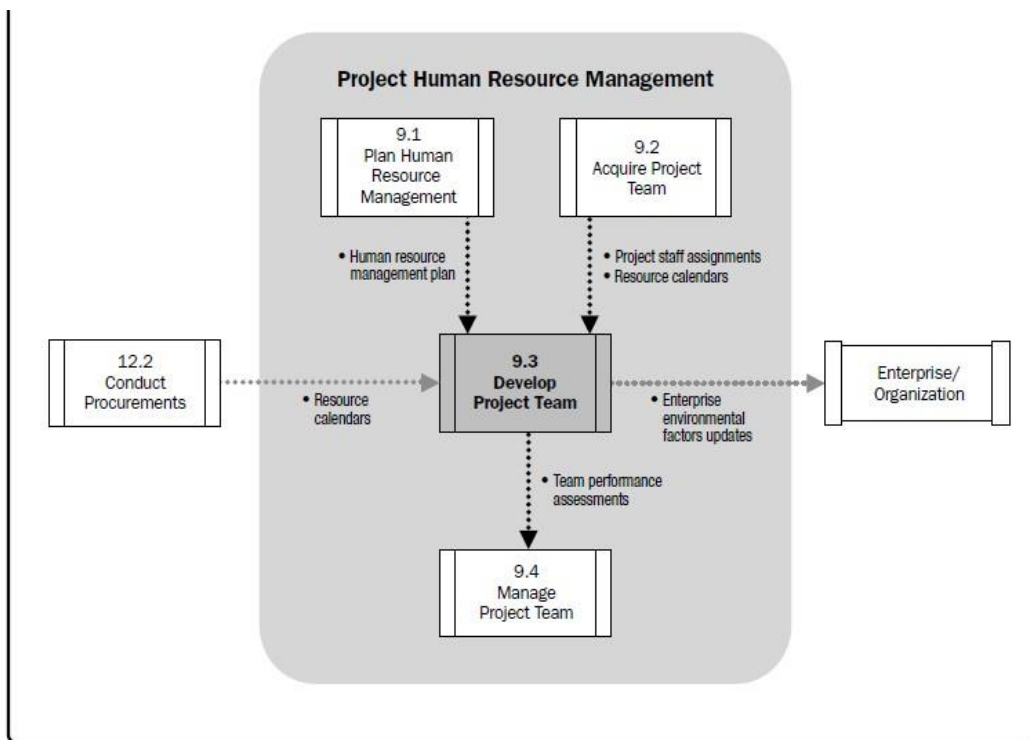 Project Human Resource Management
9.1
Plan Human
Resource
Management
9.2
Acquire Project
Team
• Human resource
management plan
• Project staff assignments
• Resource calendars
12.2
Conduct
Procurements
• Resource
calendars
9.3
Develop
Project Team
• Enterprise
environmental
factors updates
Enterprise/
Organization
• Team performance
assessments
9.4
Manage
Project Team